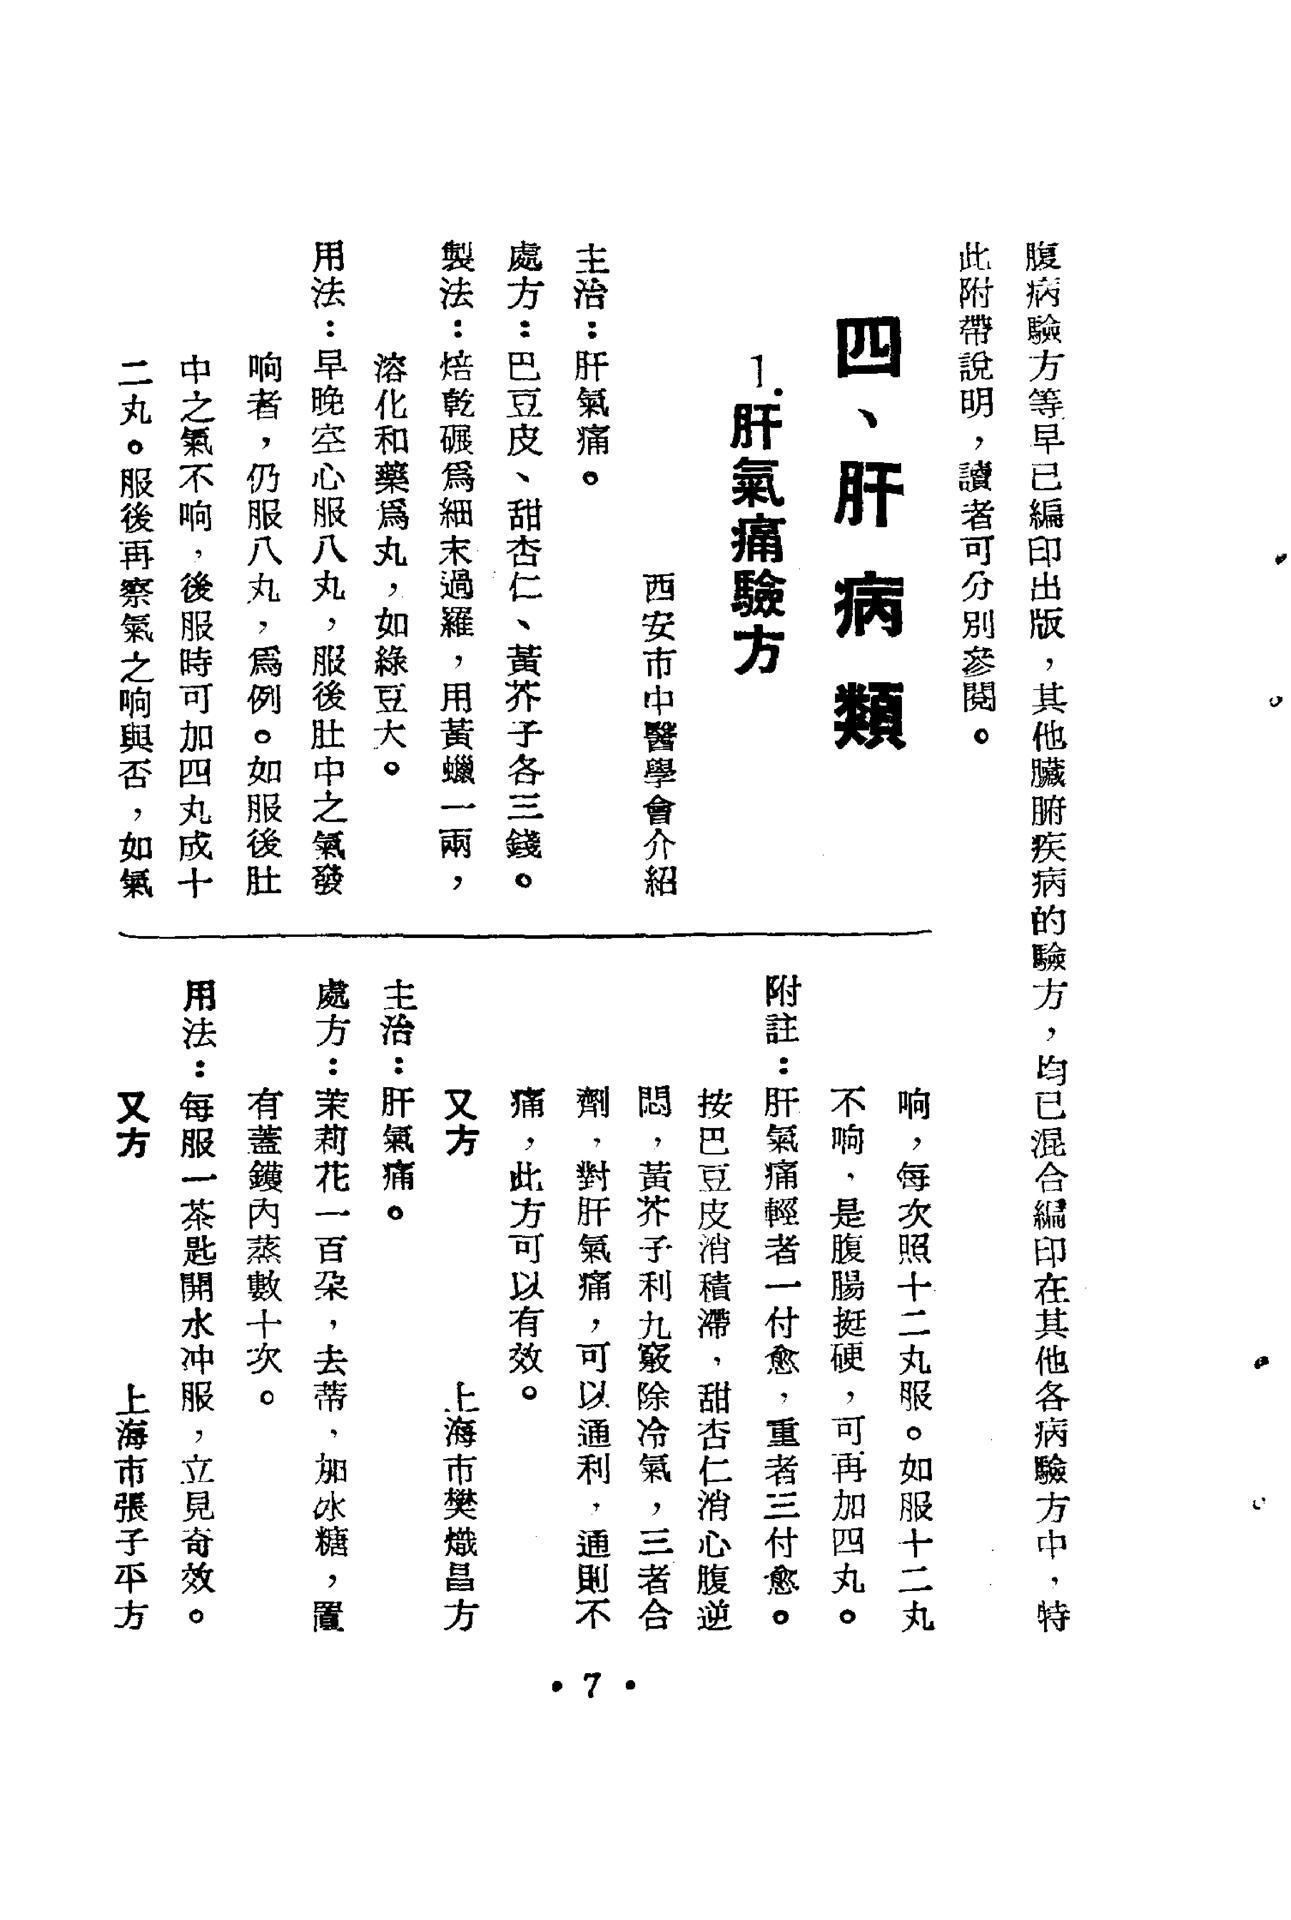 腹病驗方等早已編印出版，其他臟腑疾病的驗方，均已混合編印在其他各病驗方中，特
此附帶說明，讀者可分別參閱。
四、肝病類
1.肝氣痛驗方
西安市中醫學會介紹
主治：肝氣痛。
處方：巴豆皮、甜杏仁、黃芥子各三錢。
製法：焙乾碾爲細末過羅，用黃蠟一兩，
溶化和藥爲丸，如綠豆大。
用法：早晚空心服八丸，服後肚中之氣發
响者，仍服八丸，爲例。如服後肚
中之氣不响，後服時可加四丸成十
二丸。服後再察氣之响與否，如氣
响，每次照十二丸服。如服十二丸
不响，是腹腸挺硬，可再加四丸。
附註：肝氣痛輕者一付愈，重者三付愈。
按巴豆皮消積滯，甜杏仁消心腹逆
悶，黃芥子利九竅除冷氣，三者合
劑，對肝氣痛，可以通利，通則不
痛，此方可以有效。
又方　上海市樊熾昌方
主治：肝氣痛。
處方：茉莉花一百朵，去蒂，加冰糖，置
有蓋鑊內蒸數十次。
用法：每服一茶匙開水冲服，立見奇效。
又方　上海市張子平方
• 7 •